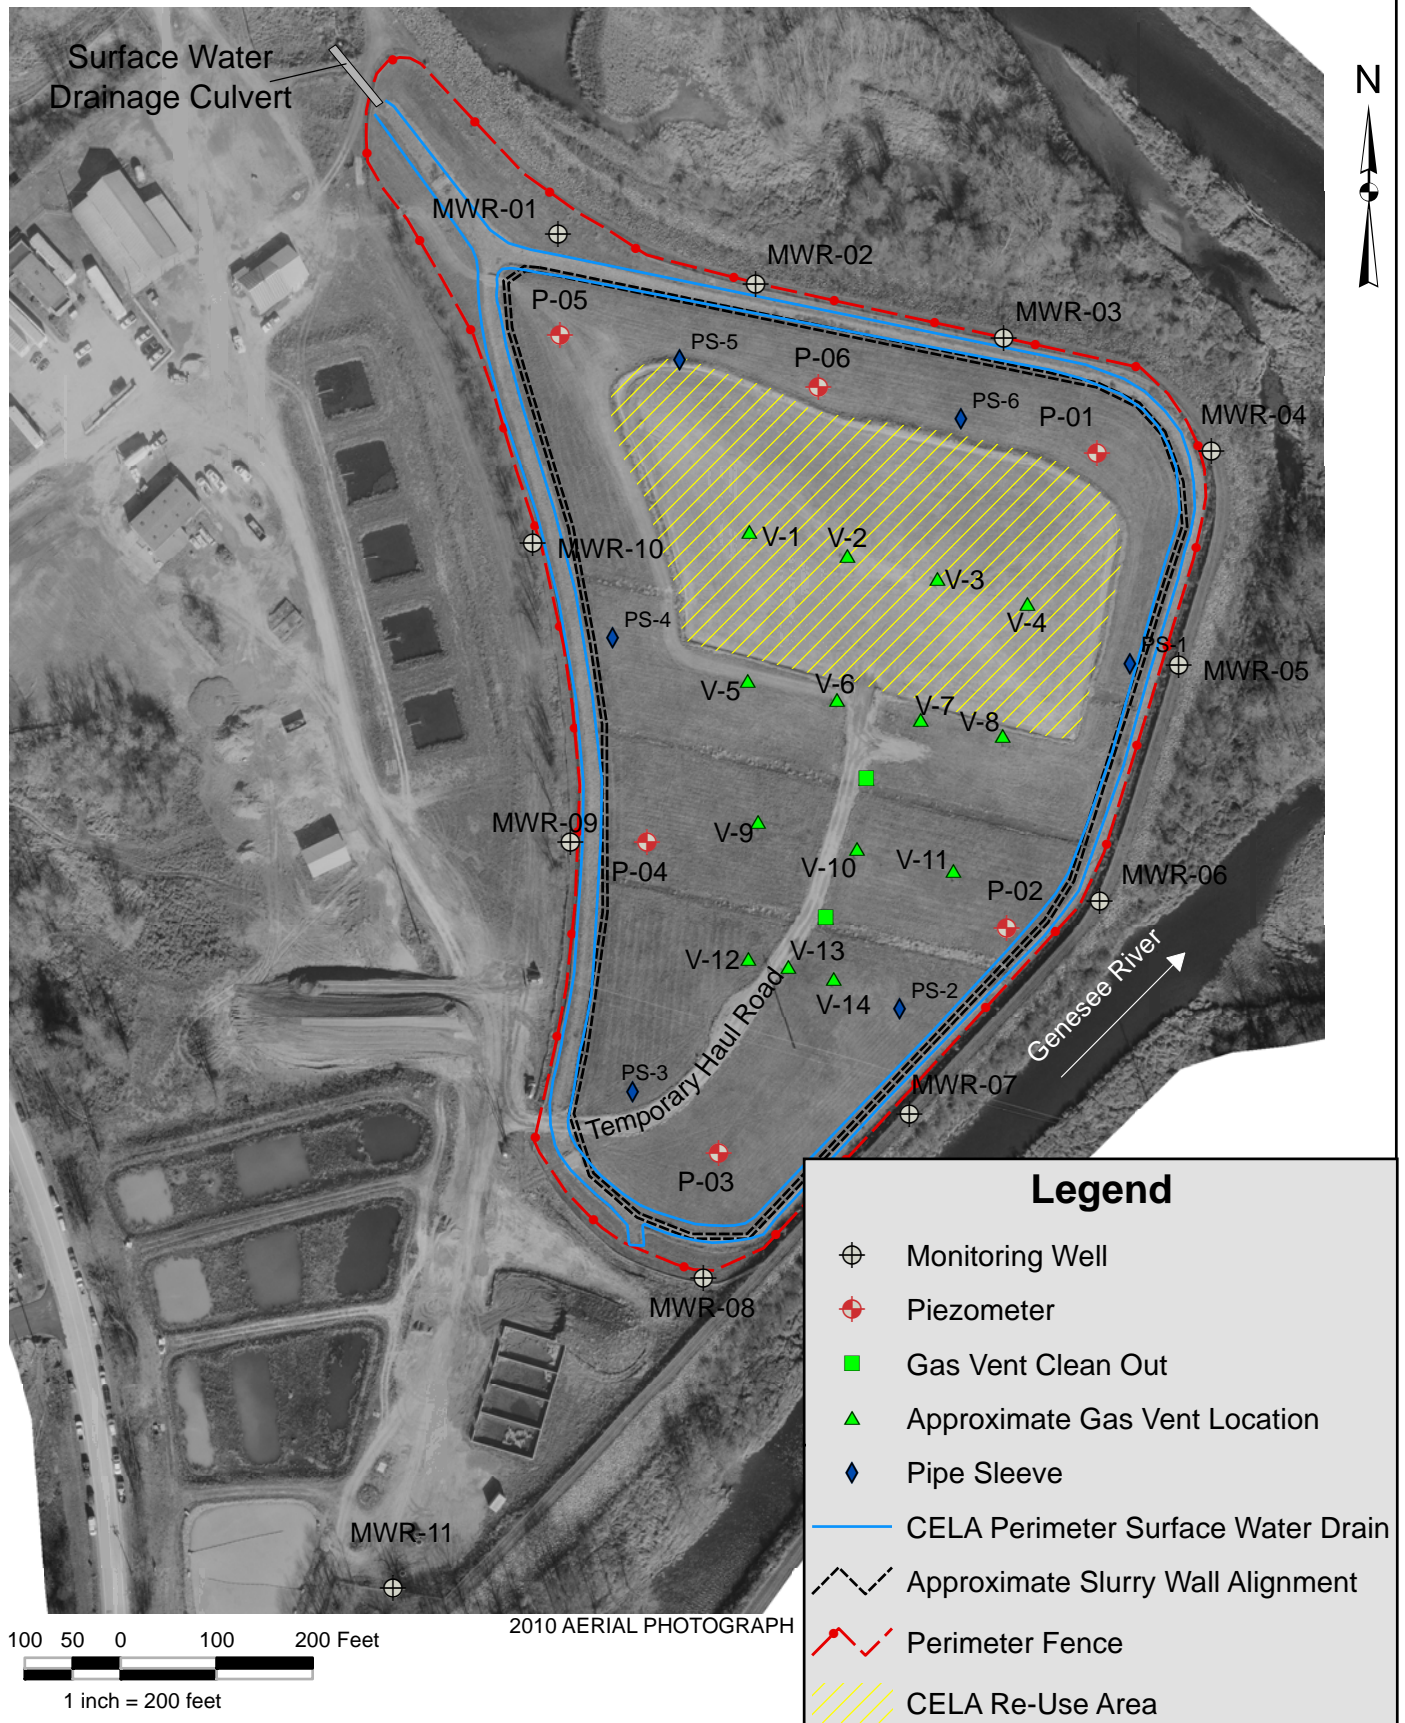 Surface Water
Drainage Culvert
N
MWR-01
MWR-02
MWR-03
P-05
PS-5
P-06
PS-6
P-01
MWR-04
V-1
V-2
MWR-10
V-3
V-4
PS-4
PS-1
MWR-05
V-5
V-6
V-7
V-8
MWR-09
V-9
V-10
V-11
P-04
P-02
MWR-06
V-12
V-13
V-14
PS-2
Genesee River
Temporary Haul Road
PS-3
MWR-07
P-03
MWR-08
MWR-11
Legend
Monitoring Well
Piezometer
Gas Vent Clean Out
Approximate Gas Vent Location
Pipe Sleeve
CELA Perimeter Surface Water Drain
Approximate Slurry Wall Alignment
Perimeter Fence
CELA Re-Use Area
2010 AERIAL PHOTOGRAPH
100 50 0 100 200 Feet
1 inch = 200 feet